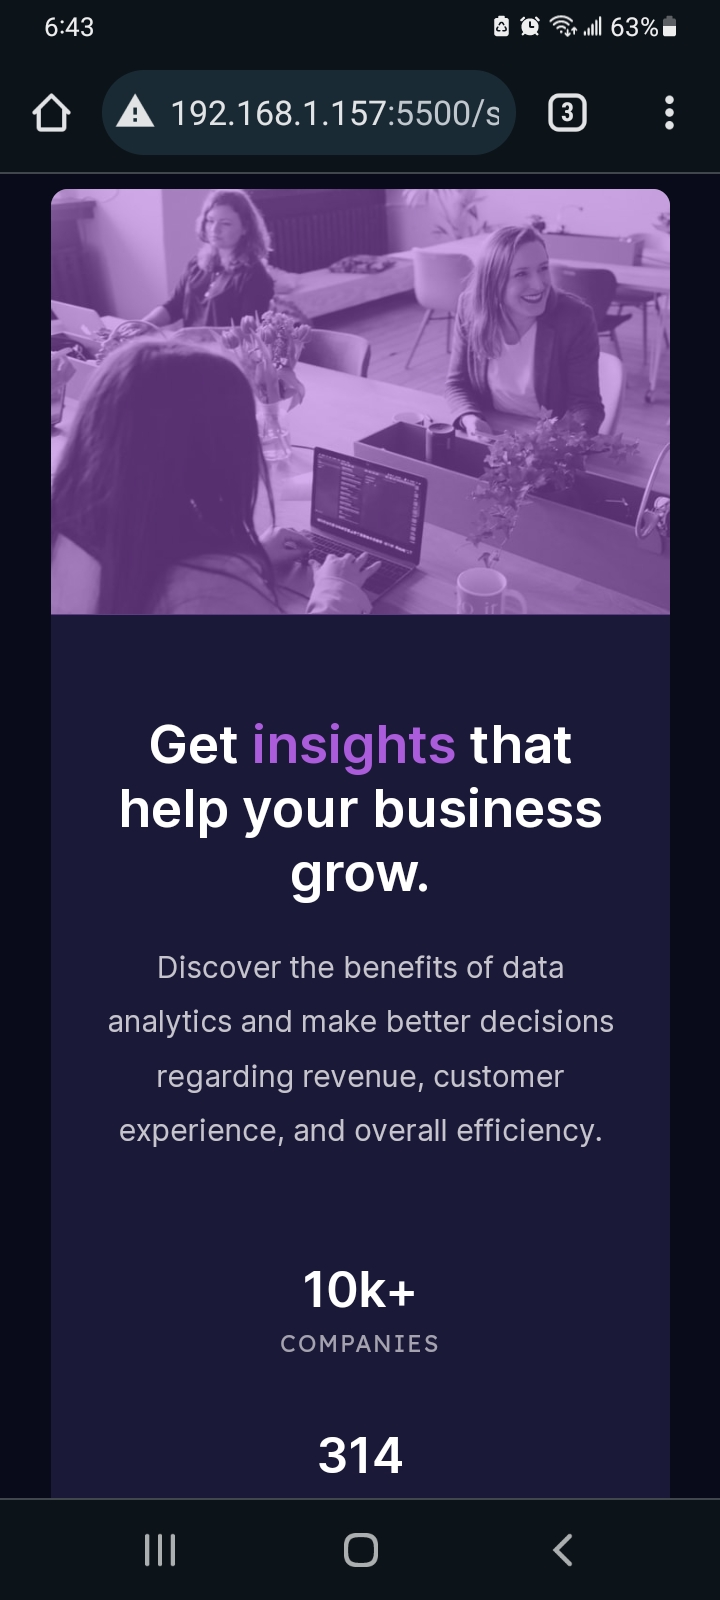 6:43
63%
192.168.1.157:5500/s
3
Get insights that
help your business
grow.
Discover the benefits of data
analytics and make better decisions
regarding revenue, customer
experience, and overall efficiency.
10k+
COMPANIES
314